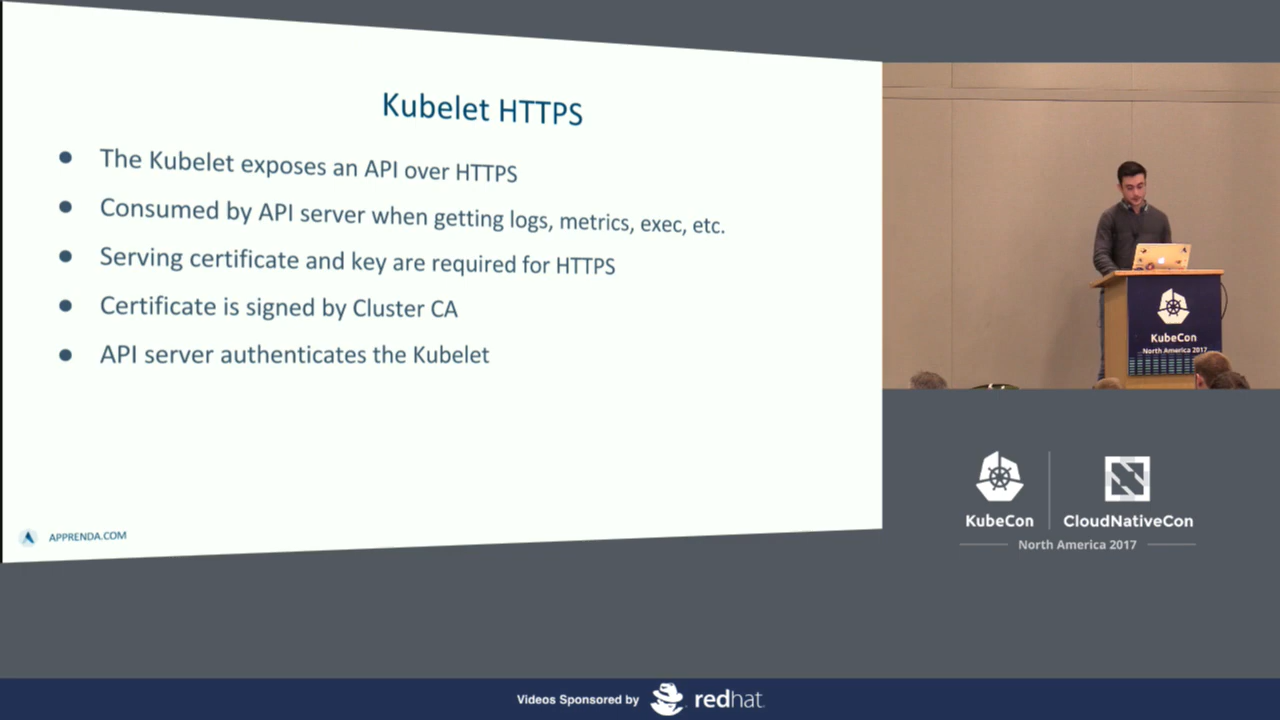 Kubelet HTTPS
The Kubelet exposes an API over HTTPS
Consumed by API server when getting logs, metrics, exec, etc.
Serving certificate and key are required for HTTPS
Certificate is signed by Cluster CA
API server authenticates the Kubelet
APPRENDA.COM
KubeCon
North America 2017
KubeCon
CloudNativeCon
North America 2017
Videos Sponsored by
redhat